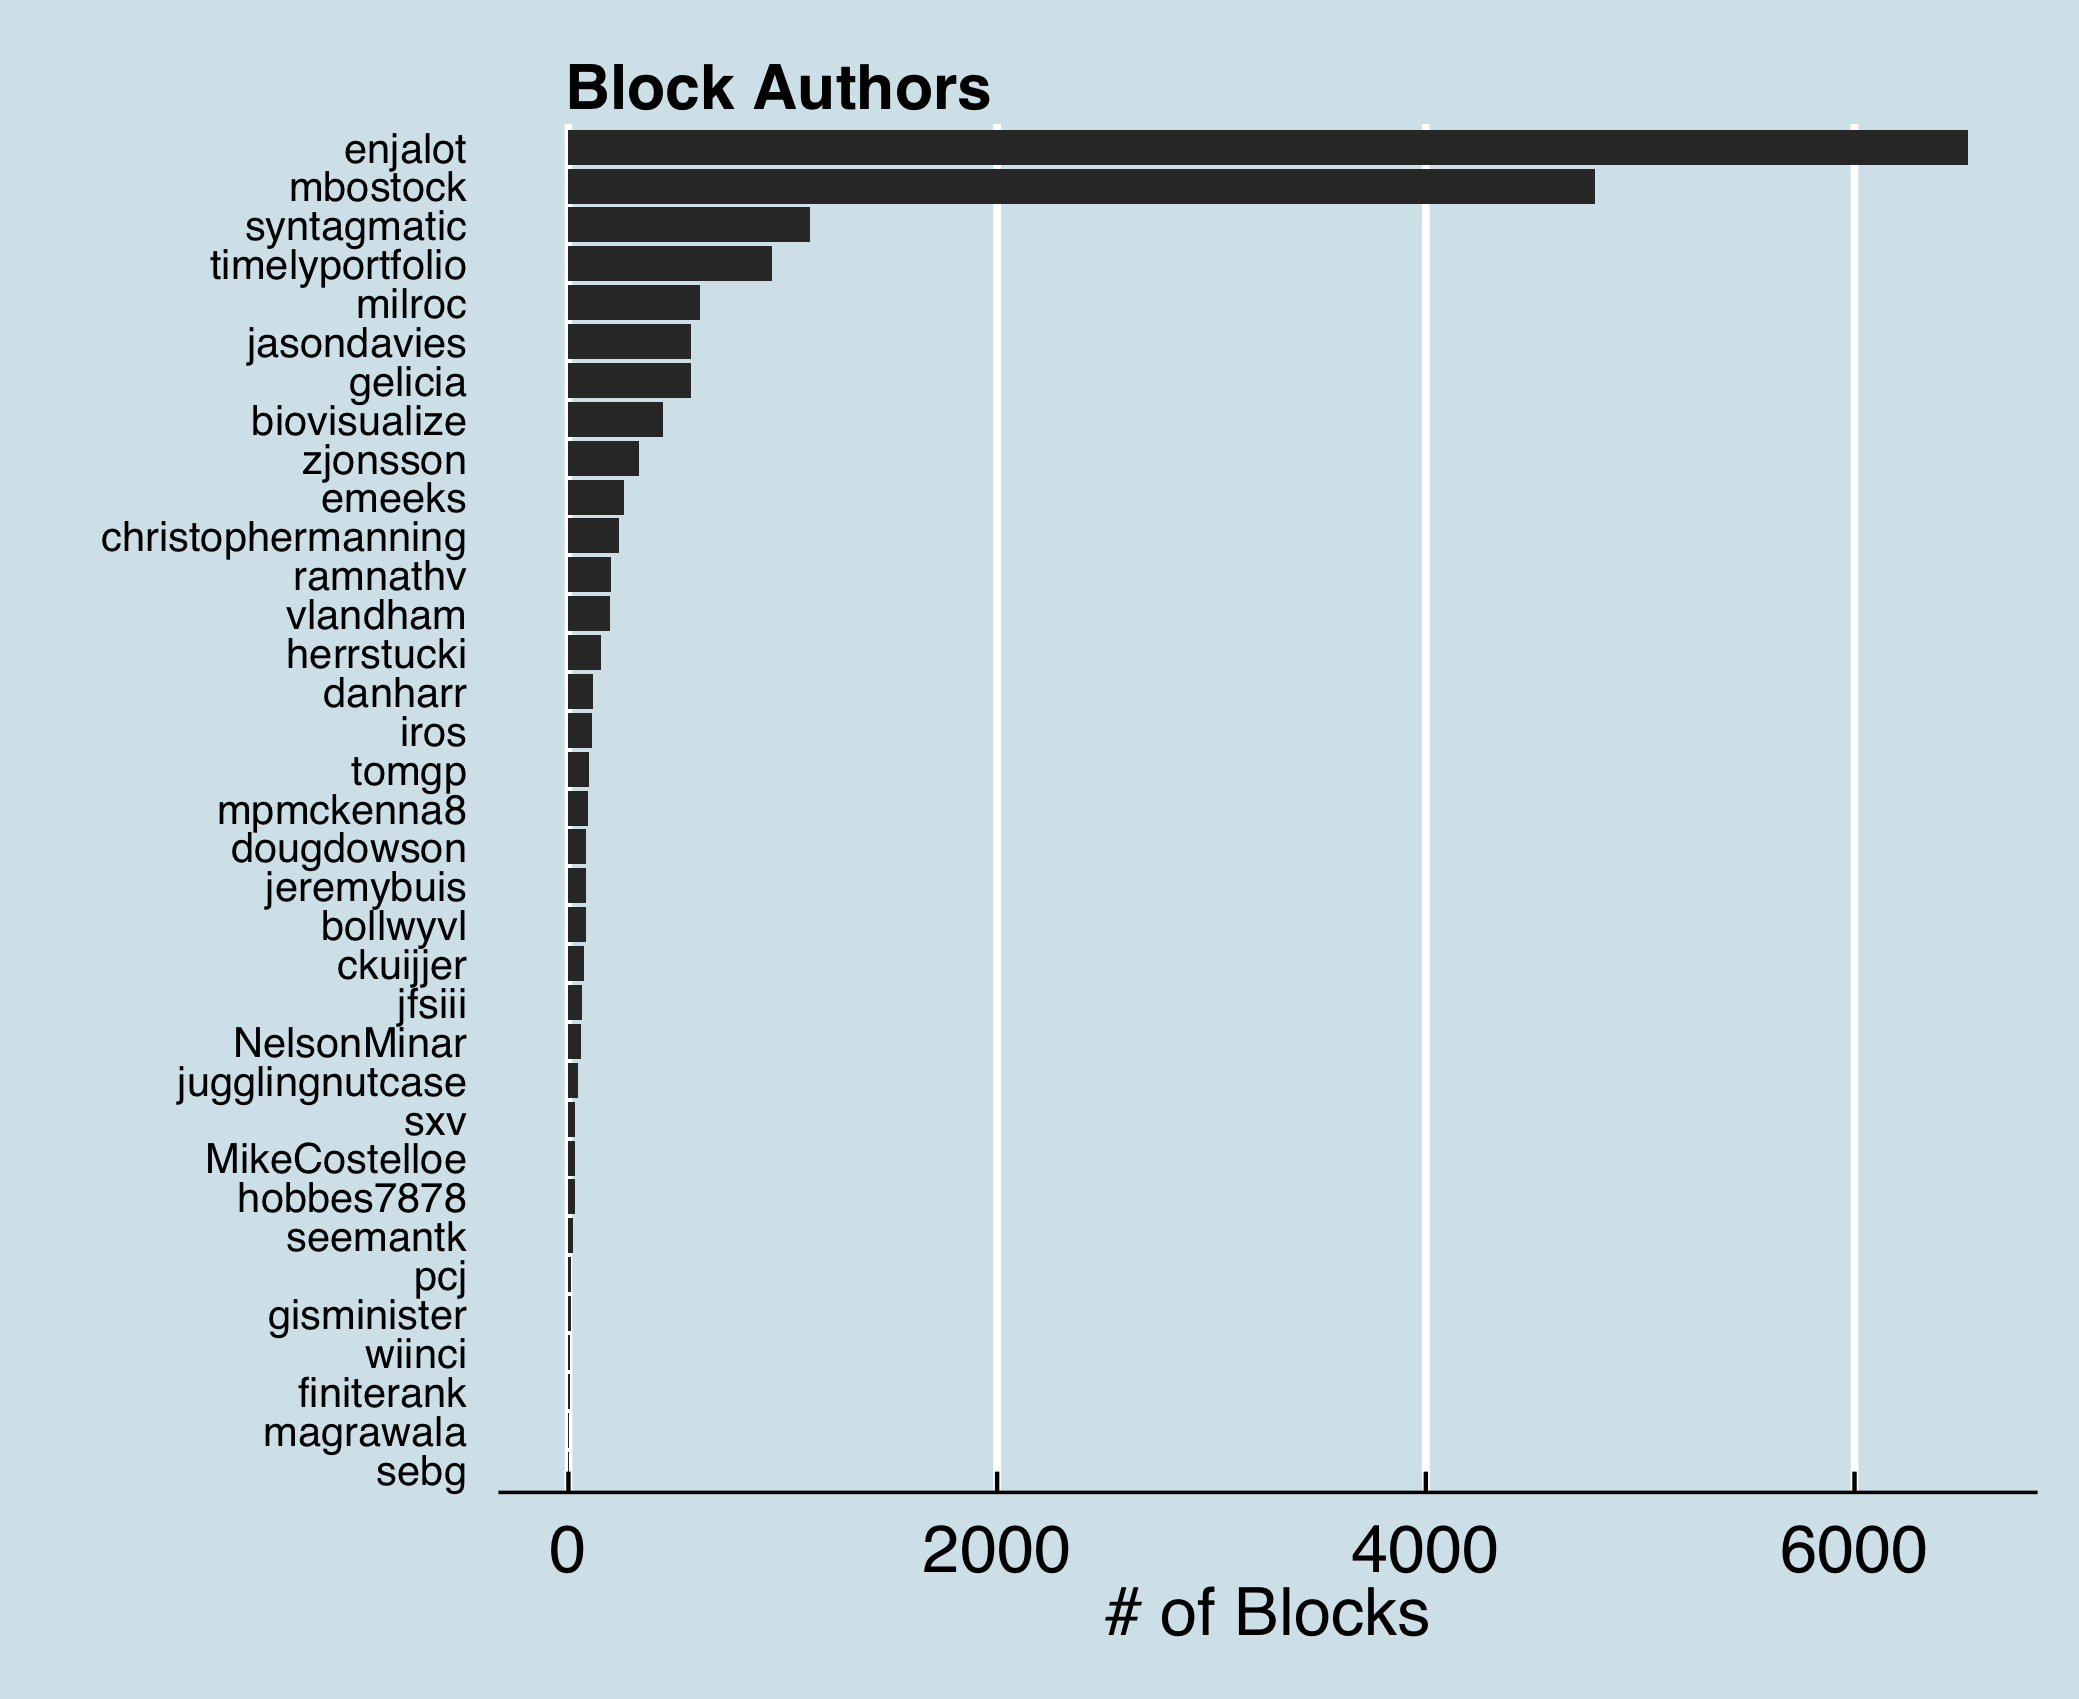 Block Authors
enjalot
mbostock
syntagmatic
timelyportfolio
milroc
jasondavies
gelicia
biovisualize
zjonsson
emeeks
christophermanning
ramnathv
vlandham
herrstucki
danharr
iros
tomgp
mpmckenna8
dougdowson
jeremybuis
bollwyvl
ckuijjer
jfsiii
NelsonMinar
jugglingnutcase
sxv
MikeCostelloe
hobbes7878
seemantk
pcj
gisminister
wiinci
finiterank
magrawala
sebg
0 2000 4000 6000
# of Blocks